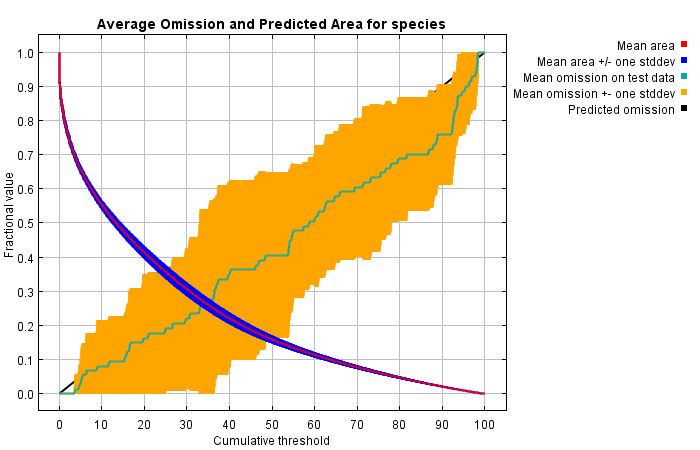 Average Omission and Predicted Area for species
Mean area
Mean area +/- one stddev
Mean omission on test data
Mean omission +- one stddev
Predicted omission
Fractional value
1.0
0.9
0.8
0.7
0.6
0.5
0.4
0.3
0.2
0.1
0.0
0 10 20 30 40 50 60 70 80 90 100
Cumulative threshold